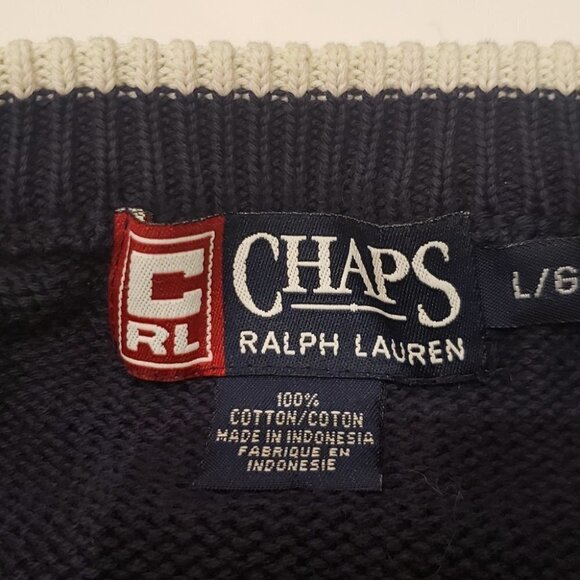 C
RL
CHAPS
RALPH LAUREN
L/G
100%
COTTON/COTON
MADE IN INDONESIA
FABRIQUE EN
INDONESIE